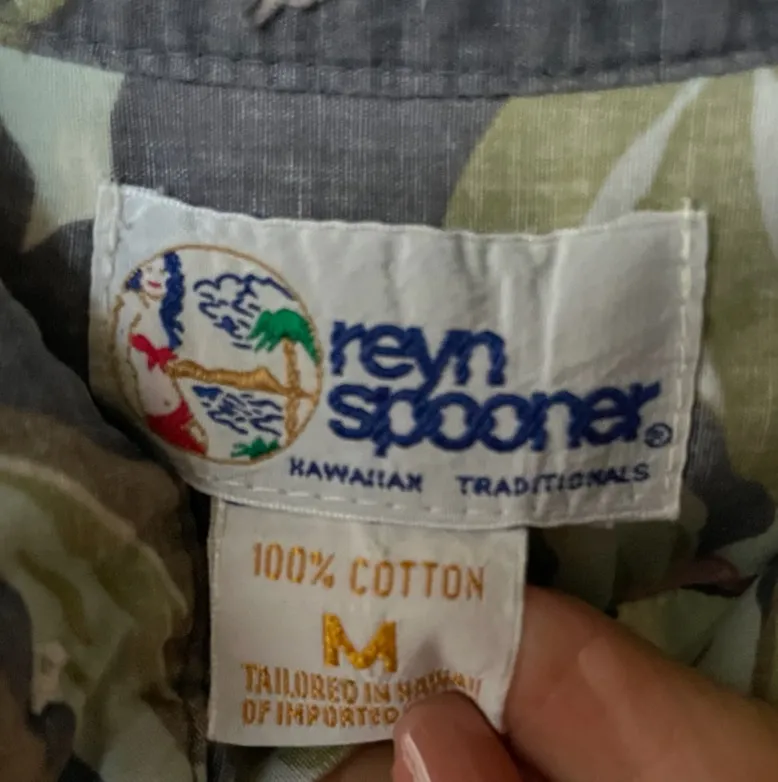 reyn
spooner®
HAWAIIAN TRADITIONALS
100% COTTON
M
TAILORED IN HAWAII
OF IMPORTED